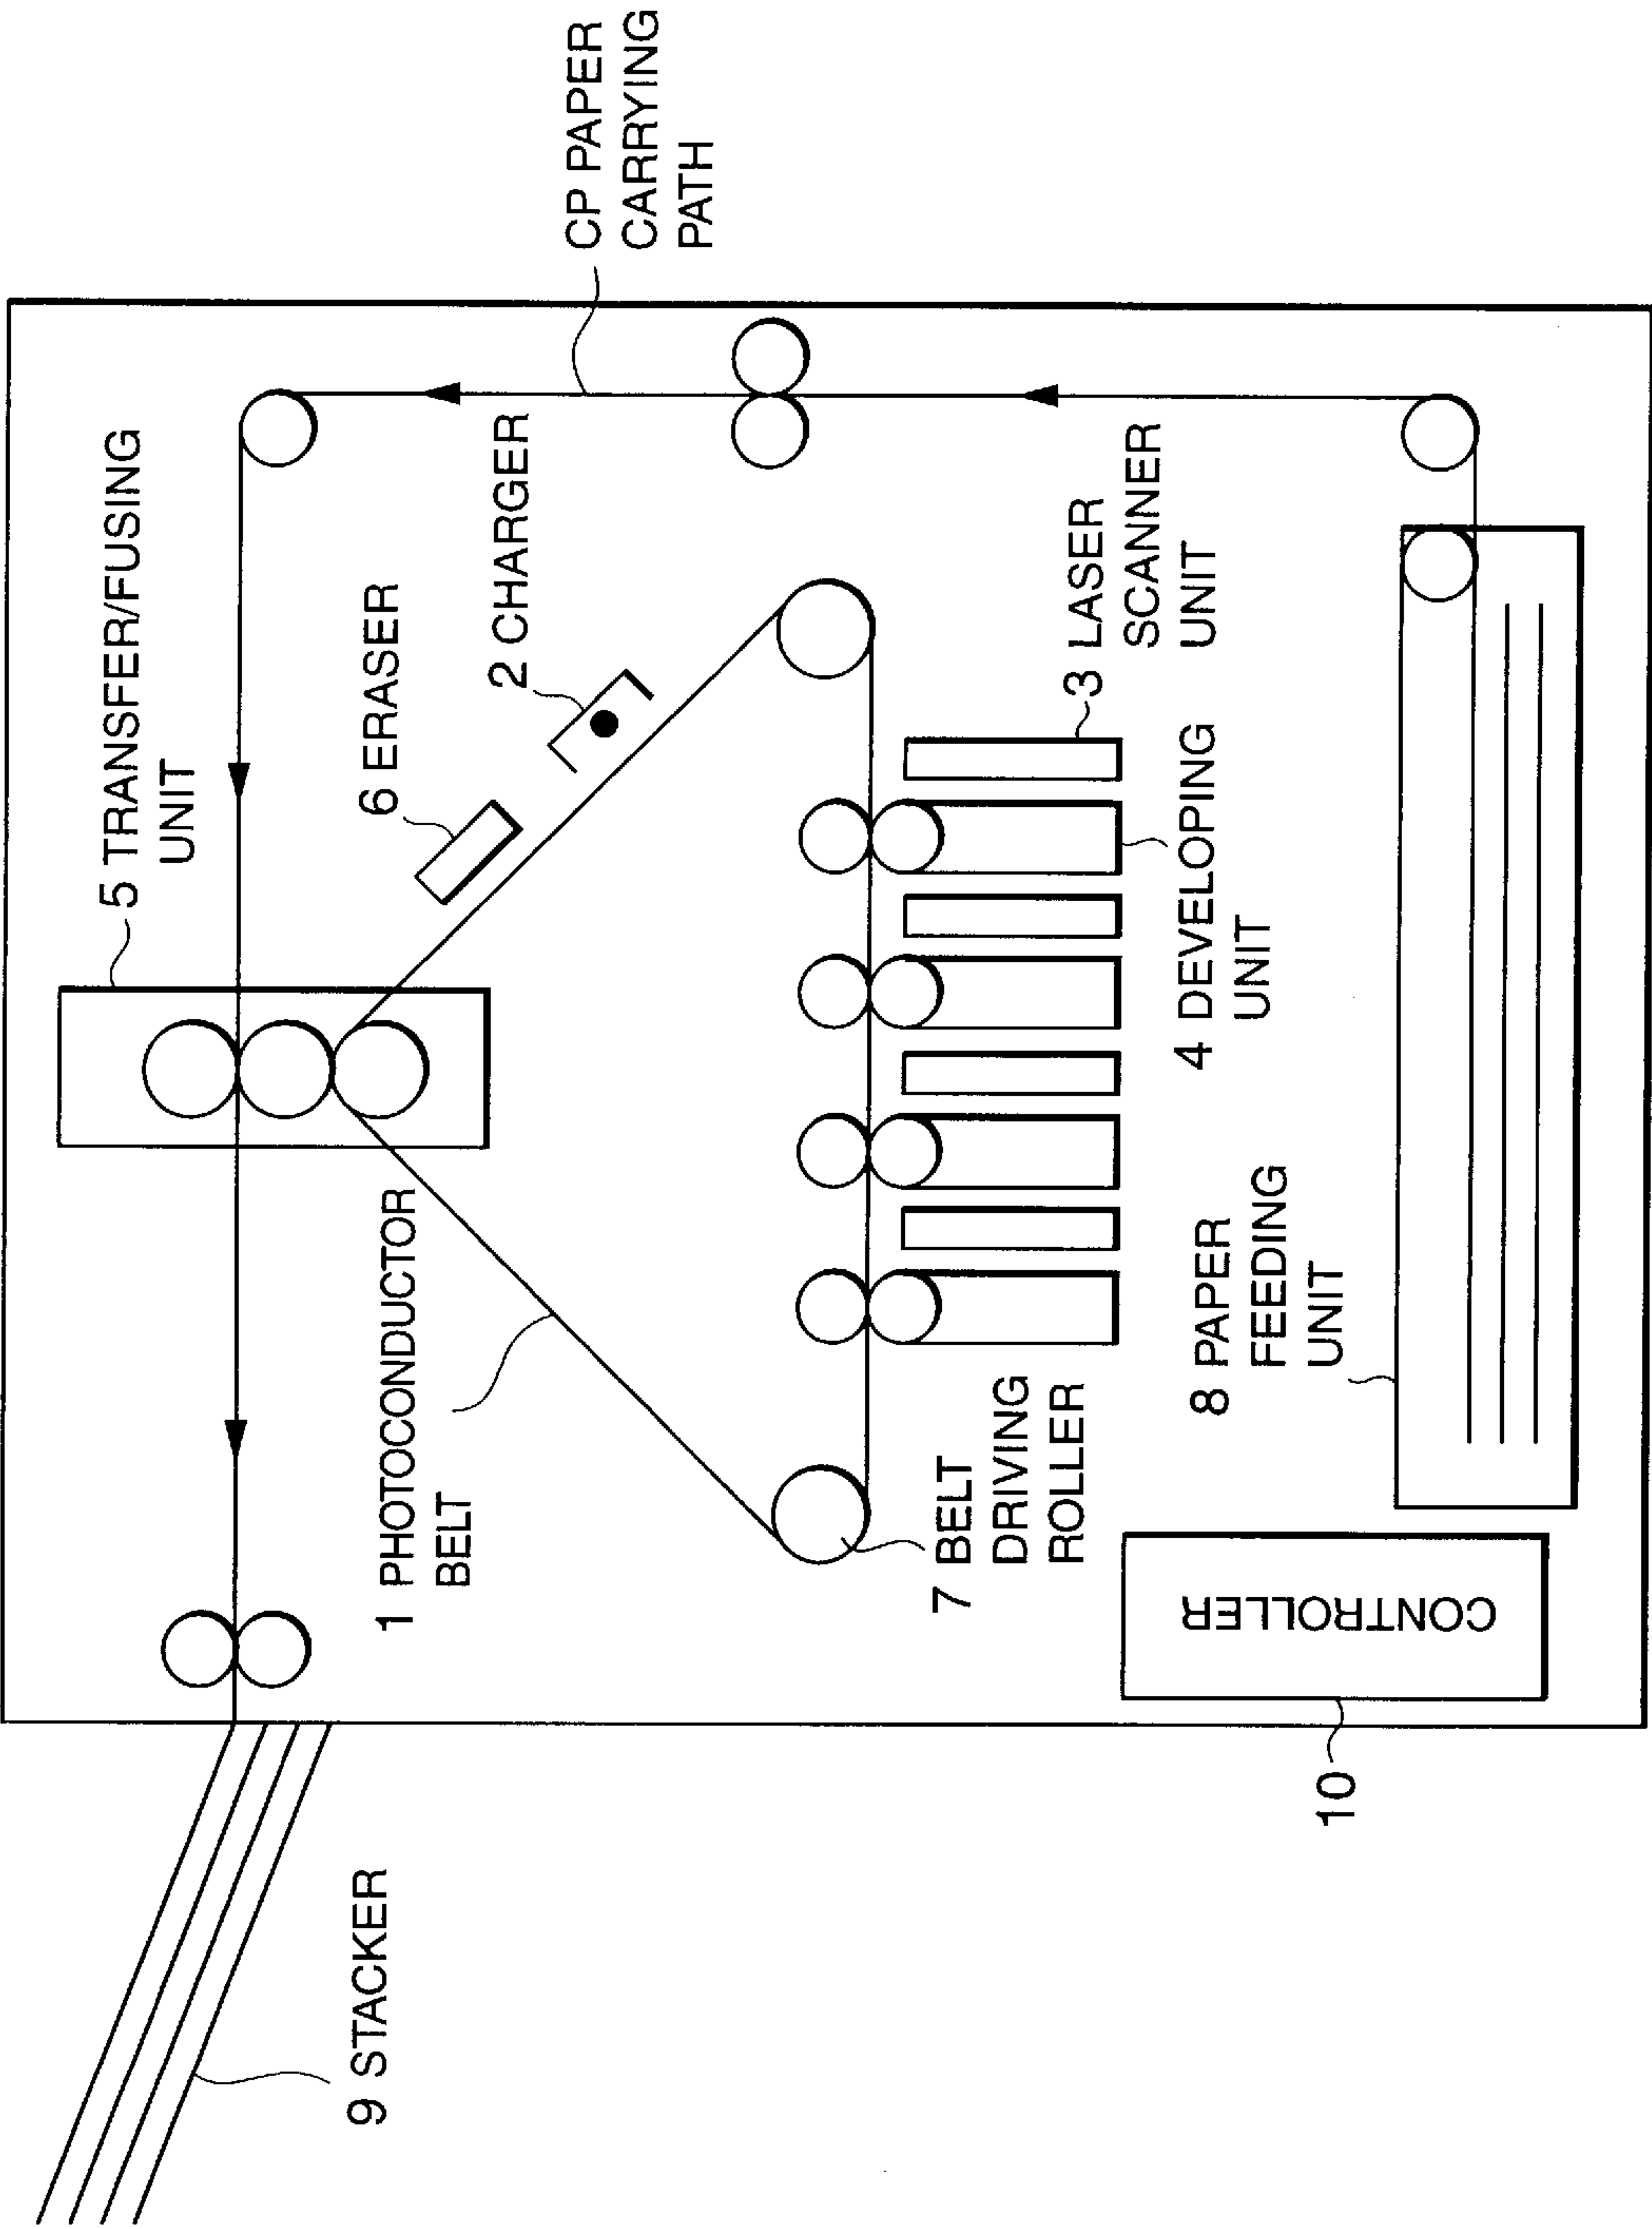 CP PAPER
CARRYING
PATH
5 TRANSFER/FUSING
UNIT
6 ERASER
2 CHARGER
3 LASER
SCANNER
UNIT
4 DEVELOPING
UNIT
1 PHOTOCONDUCTOR
BELT
7 BELT
DRIVING
ROLLER
8 PAPER
FEEDING
UNIT
CONTROLLER
10
9 STACKER